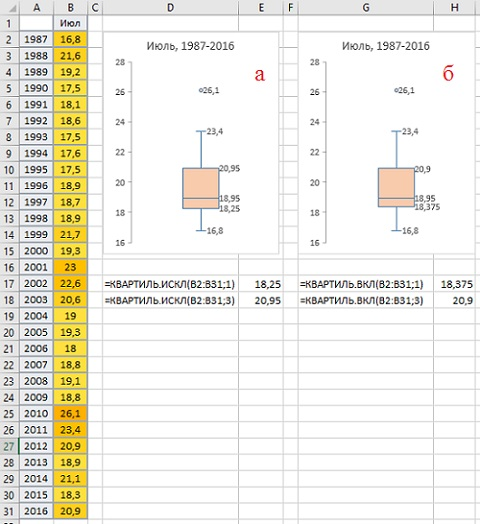 A B C D E F G H
1 Июл
2 1987 16,8
3 1988 21,6
4 1989 19,2
5 1990 17,5
6 1991 18,1
7 1992 18,6
8 1993 17,5
9 1994 17,6
10 1995 17,5
11 1996 18,9
12 1997 18,7
13 1998 18,9
14 1999 21,7
15 2000 19,3
16 2001 23
17 2002 22,6
18 2003 20,6
19 2004 19
20 2005 19,3
21 2006 18
22 2007 18,8
23 2008 19,1
24 2009 18,8
25 2010 26,1
26 2011 23,4
27 2012 20,9
28 2013 18,9
29 2014 21,1
30 2015 18,3
31 2016 20,9
Июль, 1987-2016
а
28
26
24
22
20
18
16
26,1
23,4
20,95
18,95
18,25
16,8
Июль, 1987-2016
б
28
26
24
22
20
18
16
26,1
23,4
20,9
18,95
18,375
16,8
=КВАРТИЛЬ.ИСКЛ(B2:B31;1) 18,25
=КВАРТИЛЬ.ИСКЛ(B2:B31;3) 20,95
=КВАРТИЛЬ.ВКЛ(B2:B31;1) 18,375
=КВАРТИЛЬ.ВКЛ(B2:B31;3) 20,9